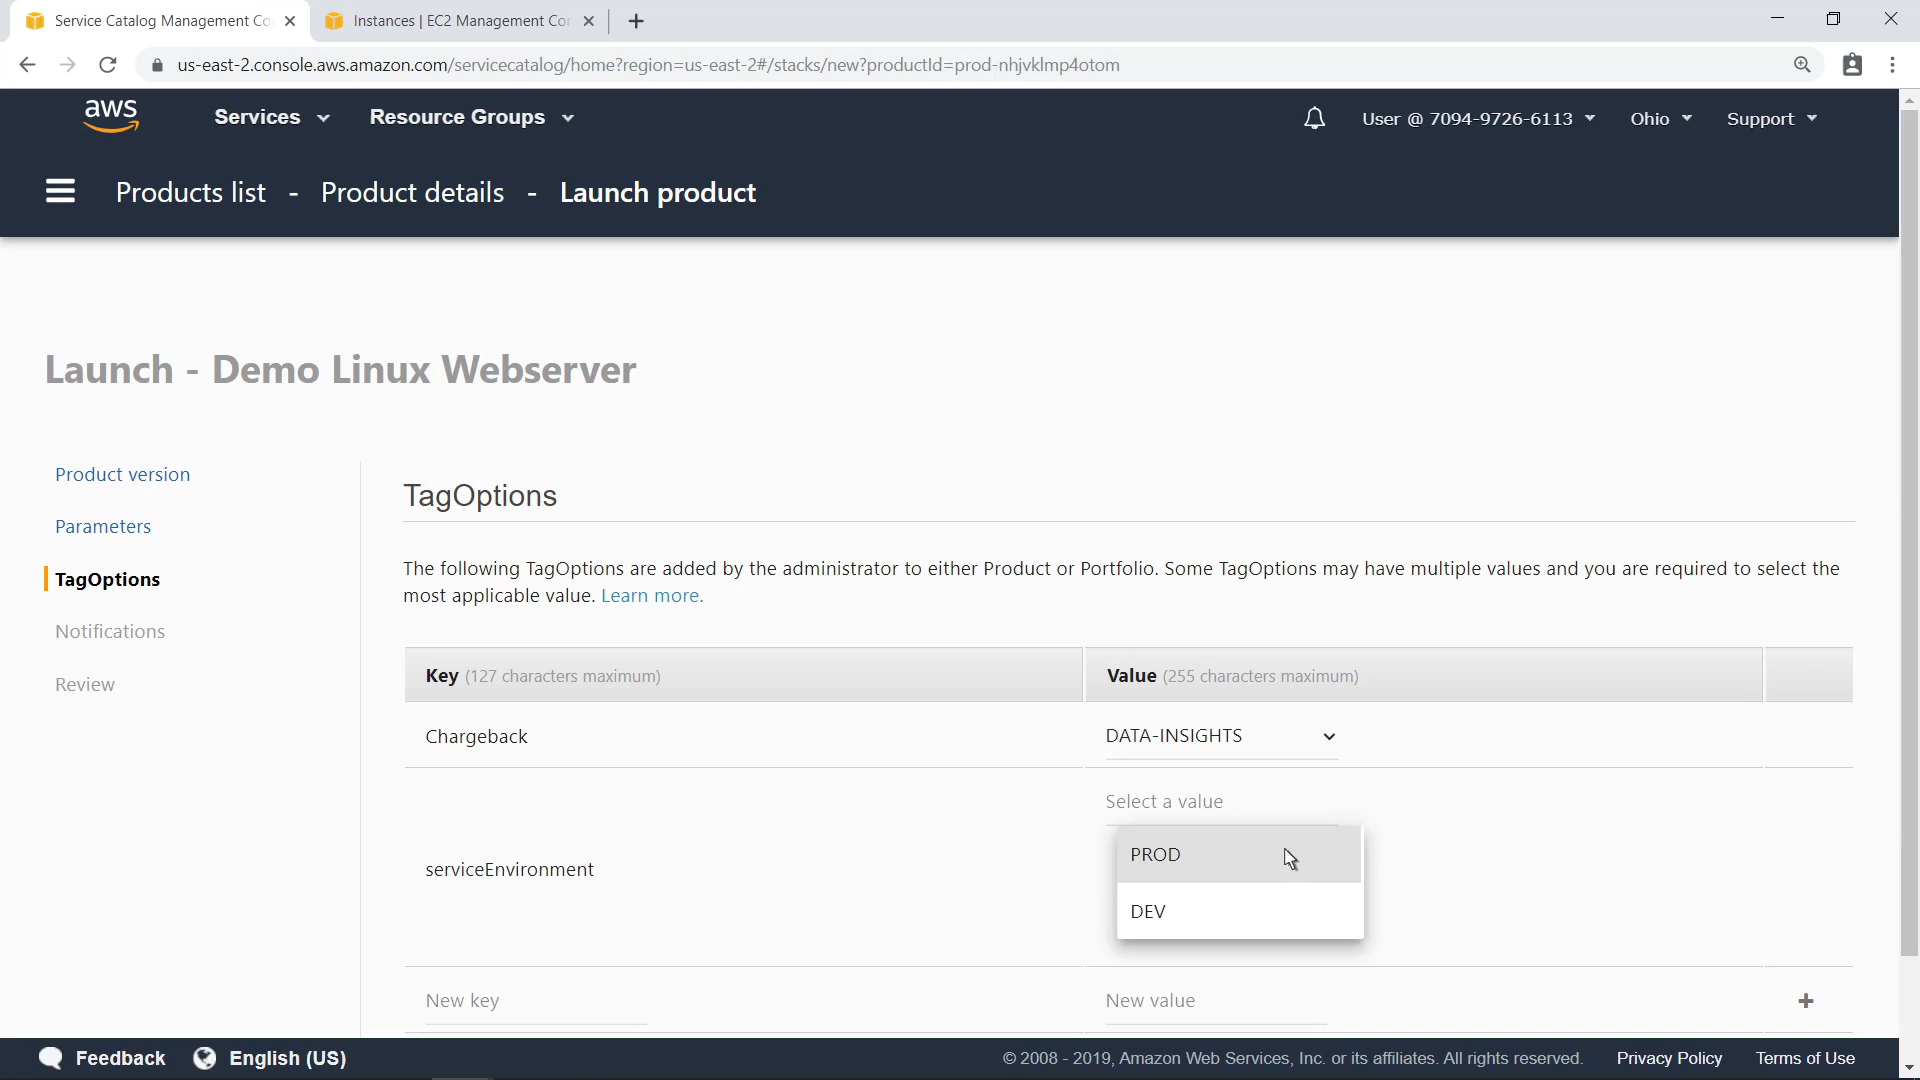 Service Catalog Management Co
Instances | EC2 Management Con
us-east-2.console.aws.amazon.com/servicecatalog/home?region=us-east-2#/stacks/new?productId=prod-nhjvklmp4otom
aws
Services
Resource Groups
User @ 7094-9726-6113
Ohio
Support
Products list - Product details - Launch product
Launch - Demo Linux Webserver
Product version
Parameters
TagOptions
Notifications
Review
TagOptions
The following TagOptions are added by the administrator to either Product or Portfolio. Some TagOptions may have multiple values and you are required to select the
most applicable value. Learn more.
Key (127 characters maximum)
Value (255 characters maximum)
Chargeback
DATA-INSIGHTS
serviceEnvironment
Select a value
PROD
DEV
New key
New value
Feedback
English (US)
© 2008 - 2019, Amazon Web Services, Inc. or its affiliates. All rights reserved.
Privacy Policy
Terms of Use